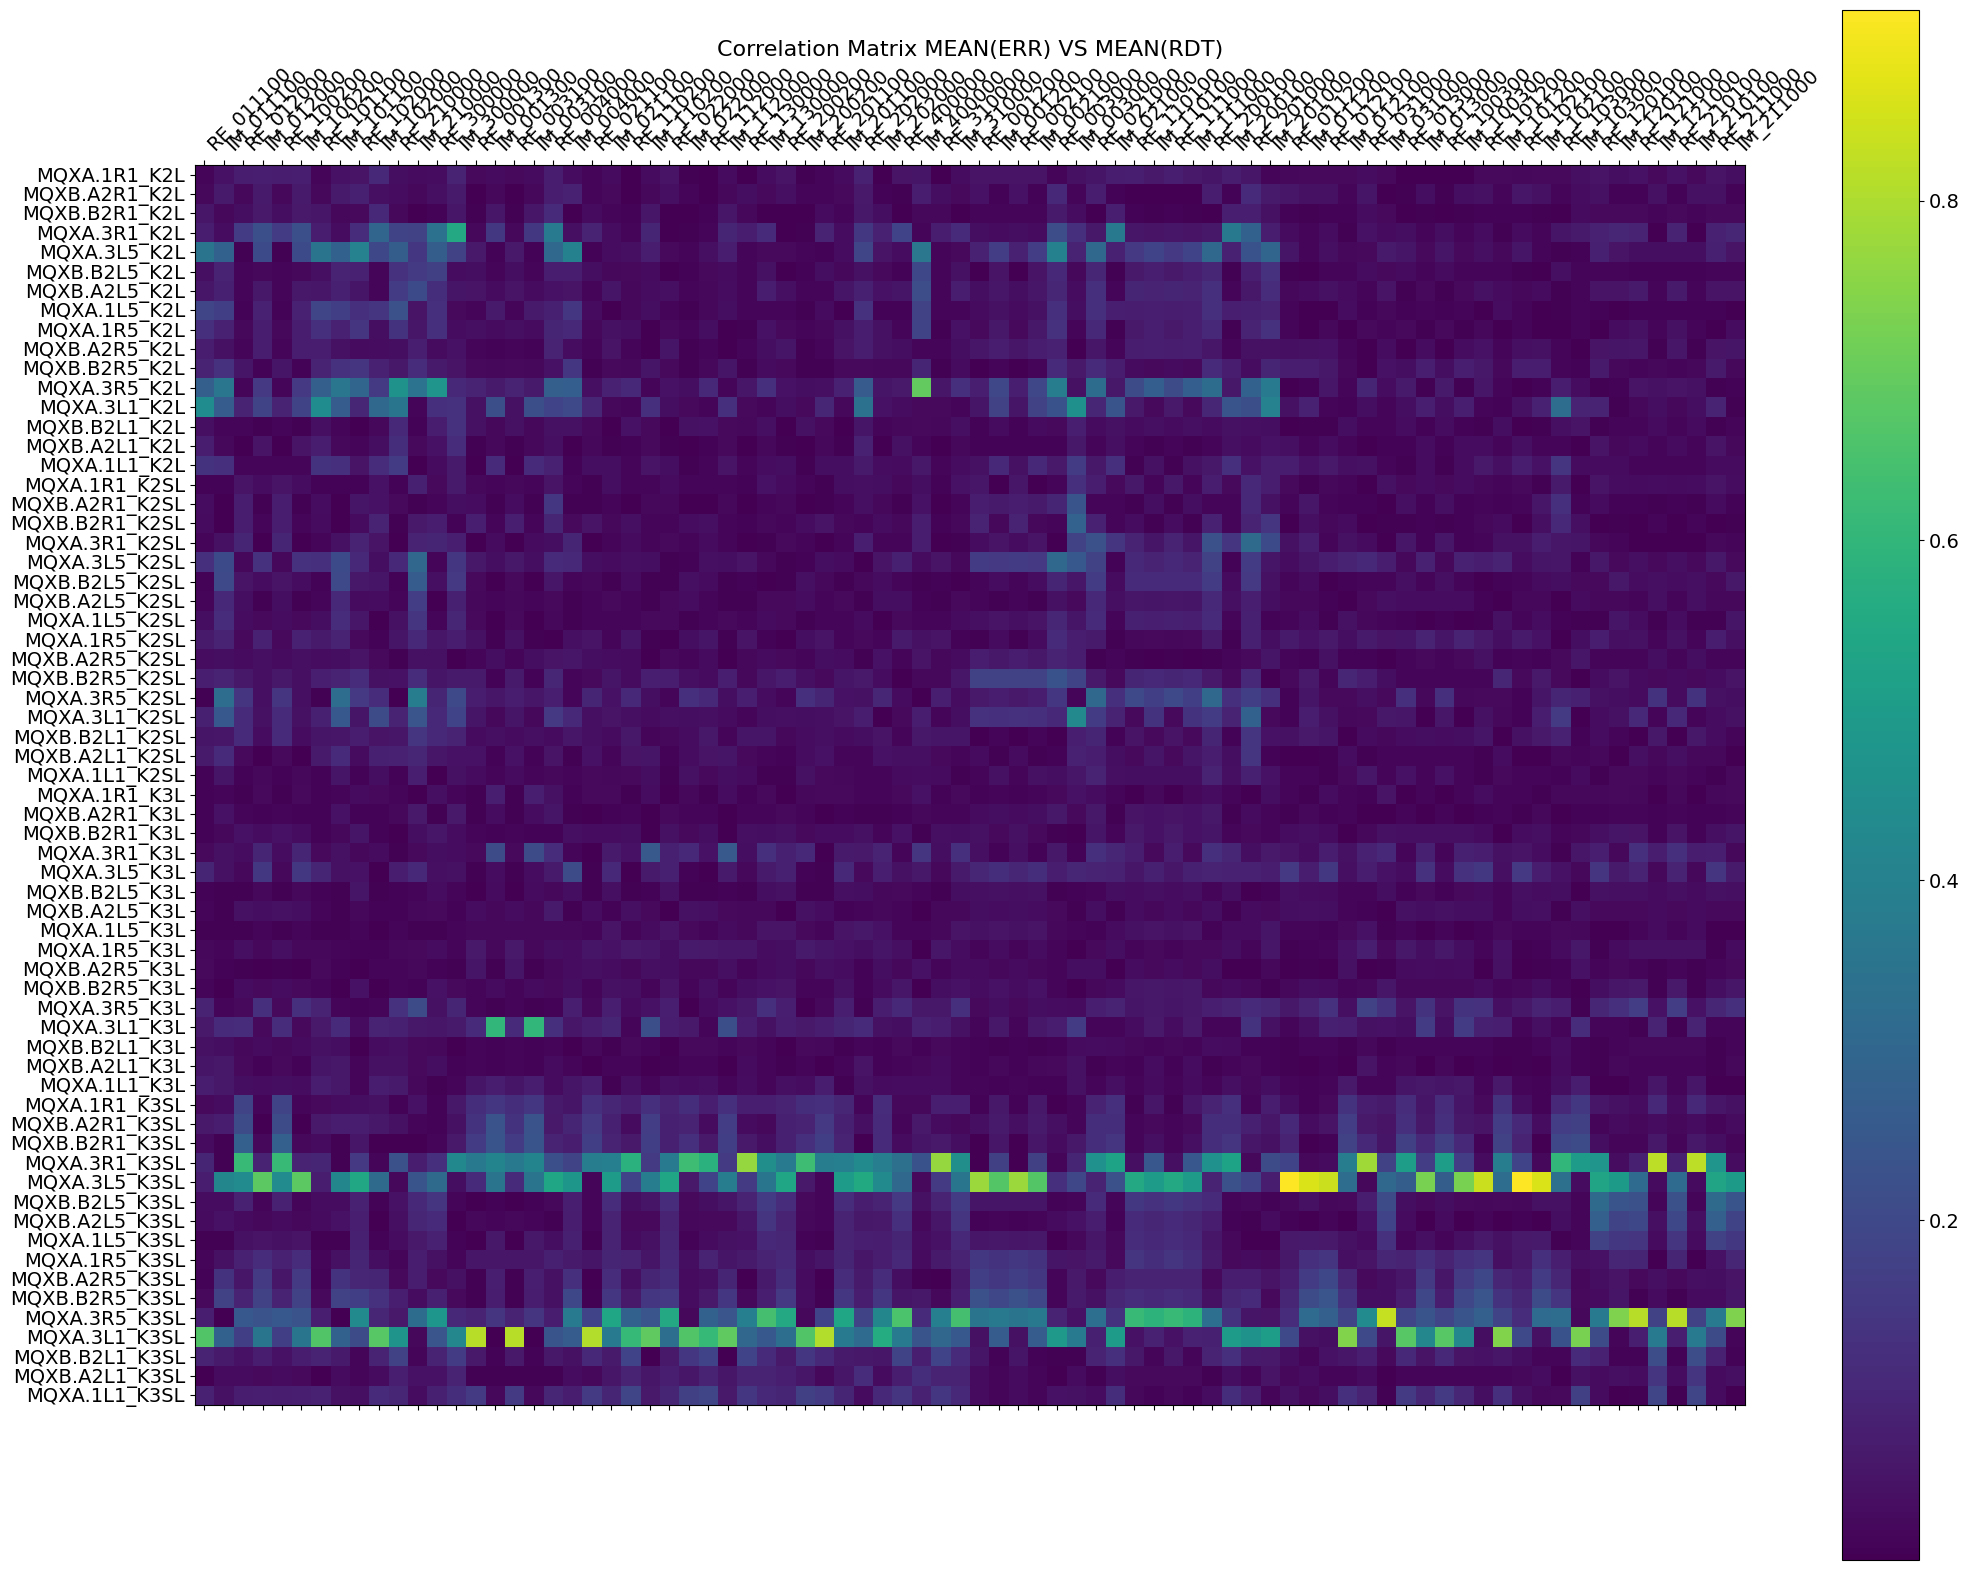 Correlation Matrix MEAN(ERR) VS MEAN(RDT)
RE_011100
IM_011100
RE_012000
IM_012000
RE_100200
IM_100200
RE_101100
IM_101100
RE_102000
IM_102000
RE_210000
IM_210000
RE_300000
IM_300000
RE_001300
IM_001300
RE_003100
IM_003100
RE_004000
IM_004000
RE_021100
IM_021100
RE_110200
IM_110200
RE_022000
IM_022000
RE_112000
IM_112000
RE_130000
IM_130000
RE_200200
IM_200200
RE_201100
IM_201100
RE_202000
IM_202000
RE_400000
IM_400000
RE_310000
IM_310000
RE_001200
IM_001200
RE_002100
IM_002100
RE_003000
IM_003000
RE_021000
IM_021000
RE_110100
IM_110100
RE_111000
IM_111000
RE_200100
IM_200100
RE_201000
IM_201000
RE_011200
IM_011200
RE_012100
IM_012100
RE_031000
IM_031000
RE_013000
IM_013000
RE_100300
IM_100300
RE_101200
IM_101200
RE_102100
IM_102100
RE_103000
IM_103000
RE_120100
IM_120100
RE_121000
IM_121000
RE_210100
IM_210100
RE_211000
IM_211000
MQXA.1R1_K2L
MQXB.A2R1_K2L
MQXB.B2R1_K2L
MQXA.3R1_K2L
MQXA.3L5_K2L
MQXB.B2L5_K2L
MQXB.A2L5_K2L
MQXA.1L5_K2L
MQXA.1R5_K2L
MQXB.A2R5_K2L
MQXB.B2R5_K2L
MQXA.3R5_K2L
MQXA.3L1_K2L
MQXB.B2L1_K2L
MQXB.A2L1_K2L
MQXA.1L1_K2L
MQXA.1R1_K2SL
MQXB.A2R1_K2SL
MQXB.B2R1_K2SL
MQXA.3R1_K2SL
MQXA.3L5_K2SL
MQXB.B2L5_K2SL
MQXB.A2L5_K2SL
MQXA.1L5_K2SL
MQXA.1R5_K2SL
MQXB.A2R5_K2SL
MQXB.B2R5_K2SL
MQXA.3R5_K2SL
MQXA.3L1_K2SL
MQXB.B2L1_K2SL
MQXB.A2L1_K2SL
MQXA.1L1_K2SL
MQXA.1R1_K3L
MQXB.A2R1_K3L
MQXB.B2R1_K3L
MQXA.3R1_K3L
MQXA.3L5_K3L
MQXB.B2L5_K3L
MQXB.A2L5_K3L
MQXA.1L5_K3L
MQXA.1R5_K3L
MQXB.A2R5_K3L
MQXB.B2R5_K3L
MQXA.3R5_K3L
MQXA.3L1_K3L
MQXB.B2L1_K3L
MQXB.A2L1_K3L
MQXA.1L1_K3L
MQXA.1R1_K3SL
MQXB.A2R1_K3SL
MQXB.B2R1_K3SL
MQXA.3R1_K3SL
MQXA.3L5_K3SL
MQXB.B2L5_K3SL
MQXB.A2L5_K3SL
MQXA.1L5_K3SL
MQXA.1R5_K3SL
MQXB.A2R5_K3SL
MQXB.B2R5_K3SL
MQXA.3R5_K3SL
MQXA.3L1_K3SL
MQXB.B2L1_K3SL
MQXB.A2L1_K3SL
MQXA.1L1_K3SL
0.8
0.6
0.4
0.2